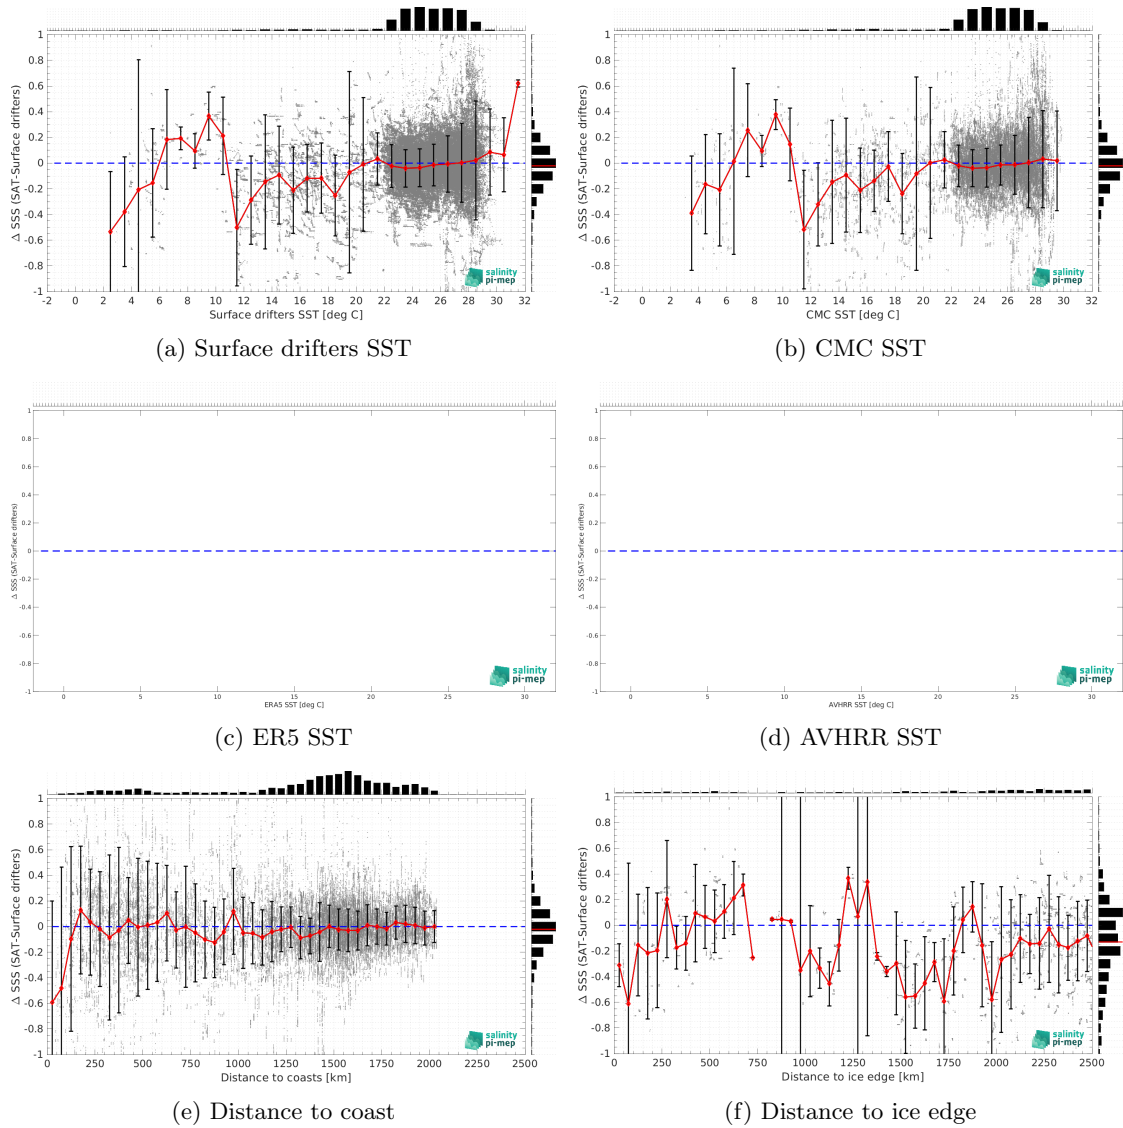 1
0.8
0.6
0.4
0.2
0
-0.2
-0.4
-0.6
-0.8
-1
Δ SSS (SAT-Surface drifters)
-2 0 2 4 6 8 10 12 14 16 18 20 22 24 26 28 30 32
Surface drifters SST [deg C]
salinity
pi-mep
(a) Surface drifters SST
1
0.8
0.6
0.4
0.2
0
-0.2
-0.4
-0.6
-0.8
-1
Δ SSS (SAT-Surface drifters)
-2 0 2 4 6 8 10 12 14 16 18 20 22 24 26 28 30 32
CMC SST [deg C]
salinity
pi-mep
(b) CMC SST
1
0.8
0.6
0.4
0.2
0
-0.2
-0.4
-0.6
-0.8
-1
Δ SSS (SAT-Surface drifters)
0 5 10 15 20 25 30
ERA5 SST [deg C]
salinity
pi-mep
(c) ER5 SST
1
0.8
0.6
0.4
0.2
0
-0.2
-0.4
-0.6
-0.8
-1
Δ SSS (SAT-Surface drifters)
0 5 10 15 20 25 30
AVHRR SST [deg C]
salinity
pi-mep
(d) AVHRR SST
1
0.8
0.6
0.4
0.2
0
-0.2
-0.4
-0.6
-0.8
-1
Δ SSS (SAT-Surface drifters)
0 250 500 750 1000 1250 1500 1750 2000 2250 2500
Distance to coasts [km]
salinity
pi-mep
(e) Distance to coast
1
0.8
0.6
0.4
0.2
0
-0.2
-0.4
-0.6
-0.8
-1
Δ SSS (SAT-Surface drifters)
0 250 500 750 1000 1250 1500 1750 2000 2250 2500
Distance to ice edge [km]
salinity
pi-mep
(f) Distance to ice edge